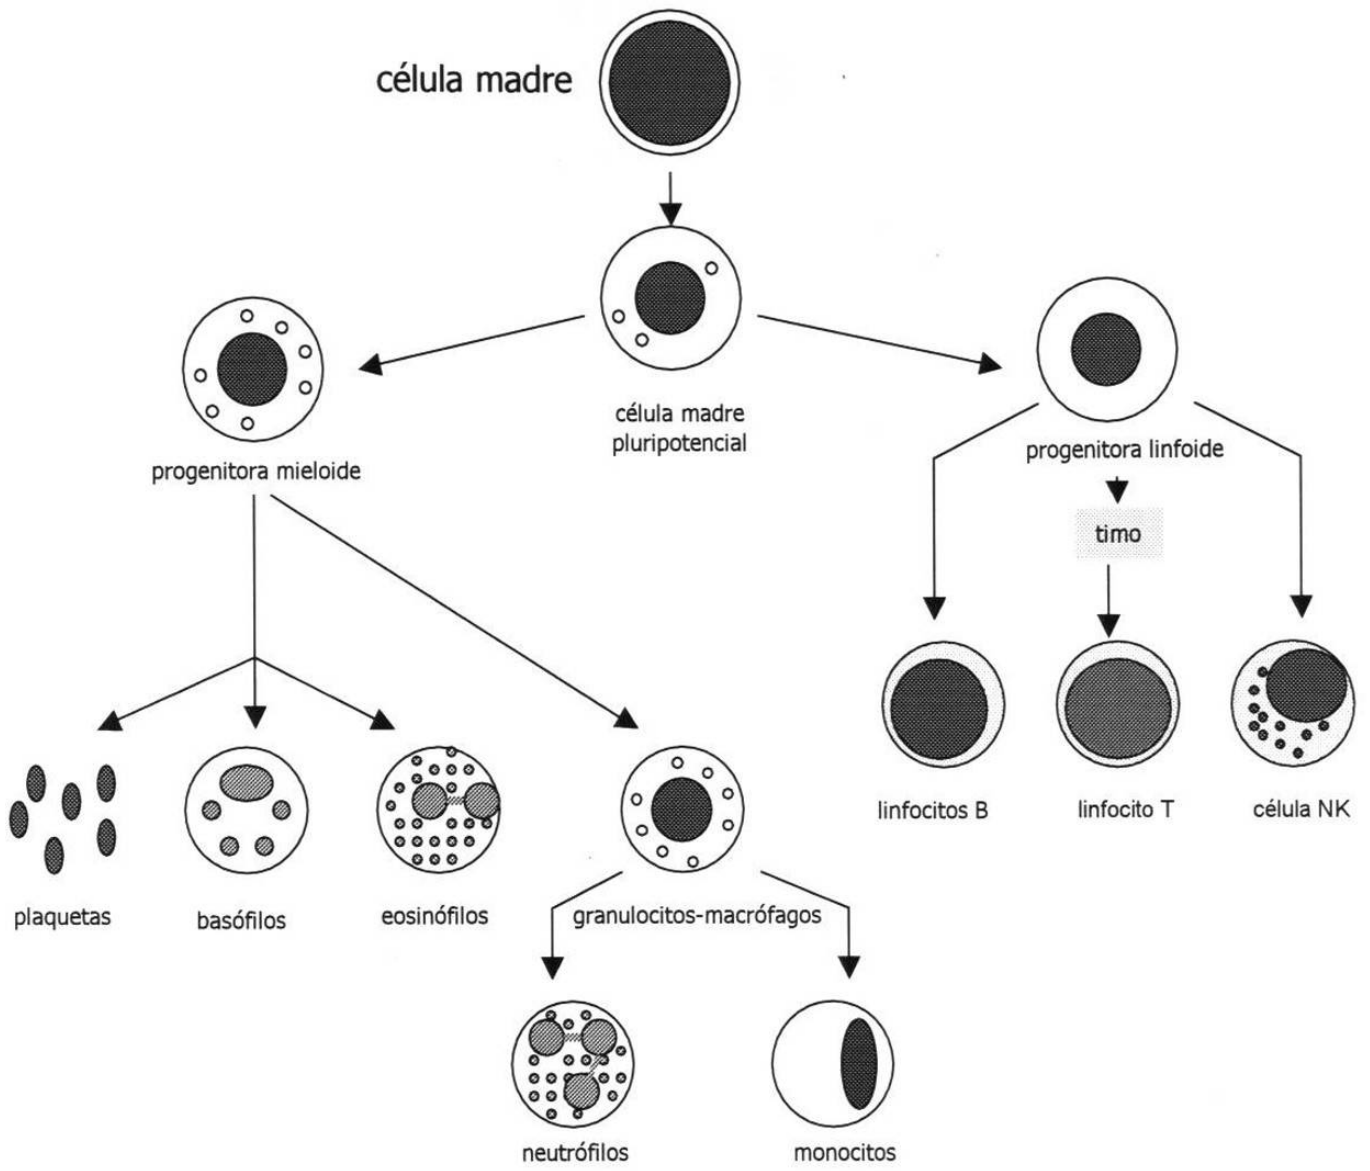 célula madre
célula madre
pluripotencial
progenitora mieloide
progenitora linfoide
timo
linfocitos B
linfocito T
célula NK
plaquetas
basófilos
eosinófilos
granulocitos-macrófagos
neutrófilos
monocitos